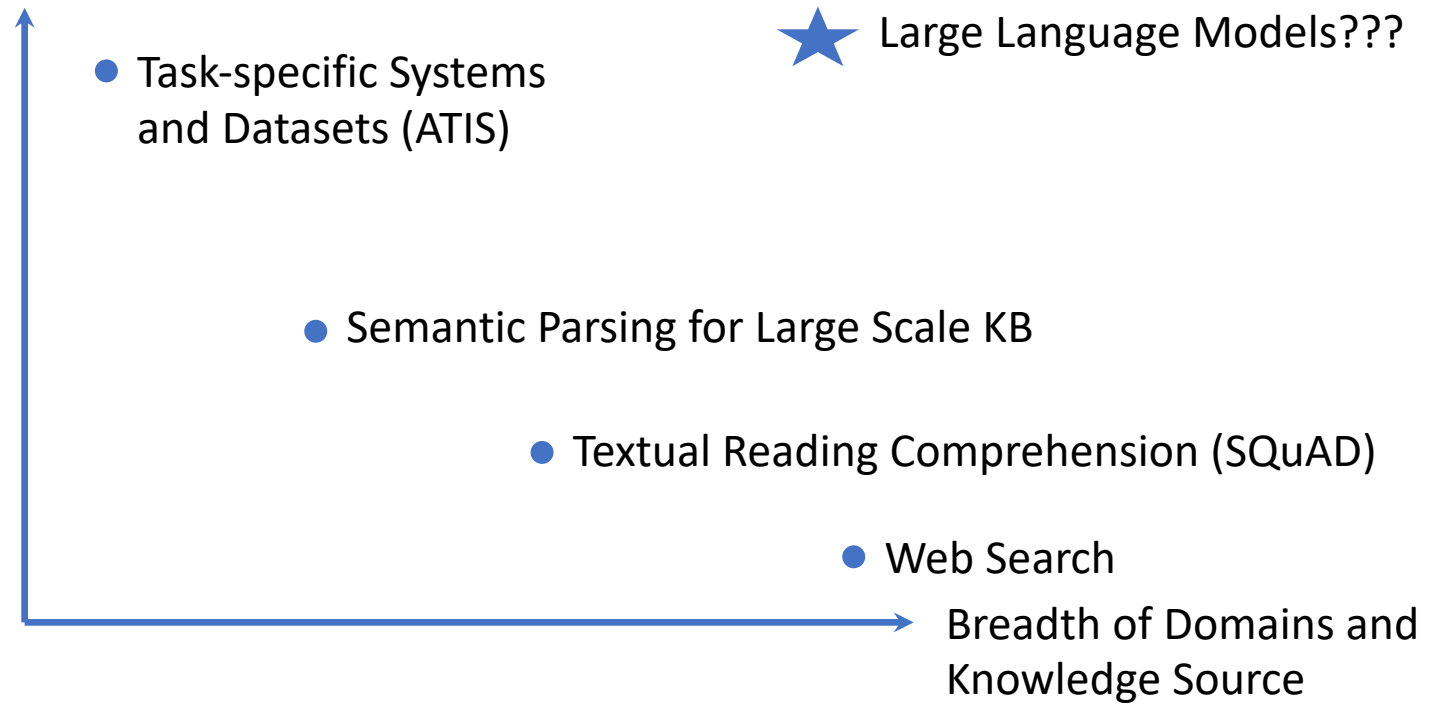 Large Language Models???
Task-specific Systems
and Datasets (ATIS)
Semantic Parsing for Large Scale KB
Textual Reading Comprehension (SQuAD)
Web Search
Breadth of Domains and
Knowledge Source